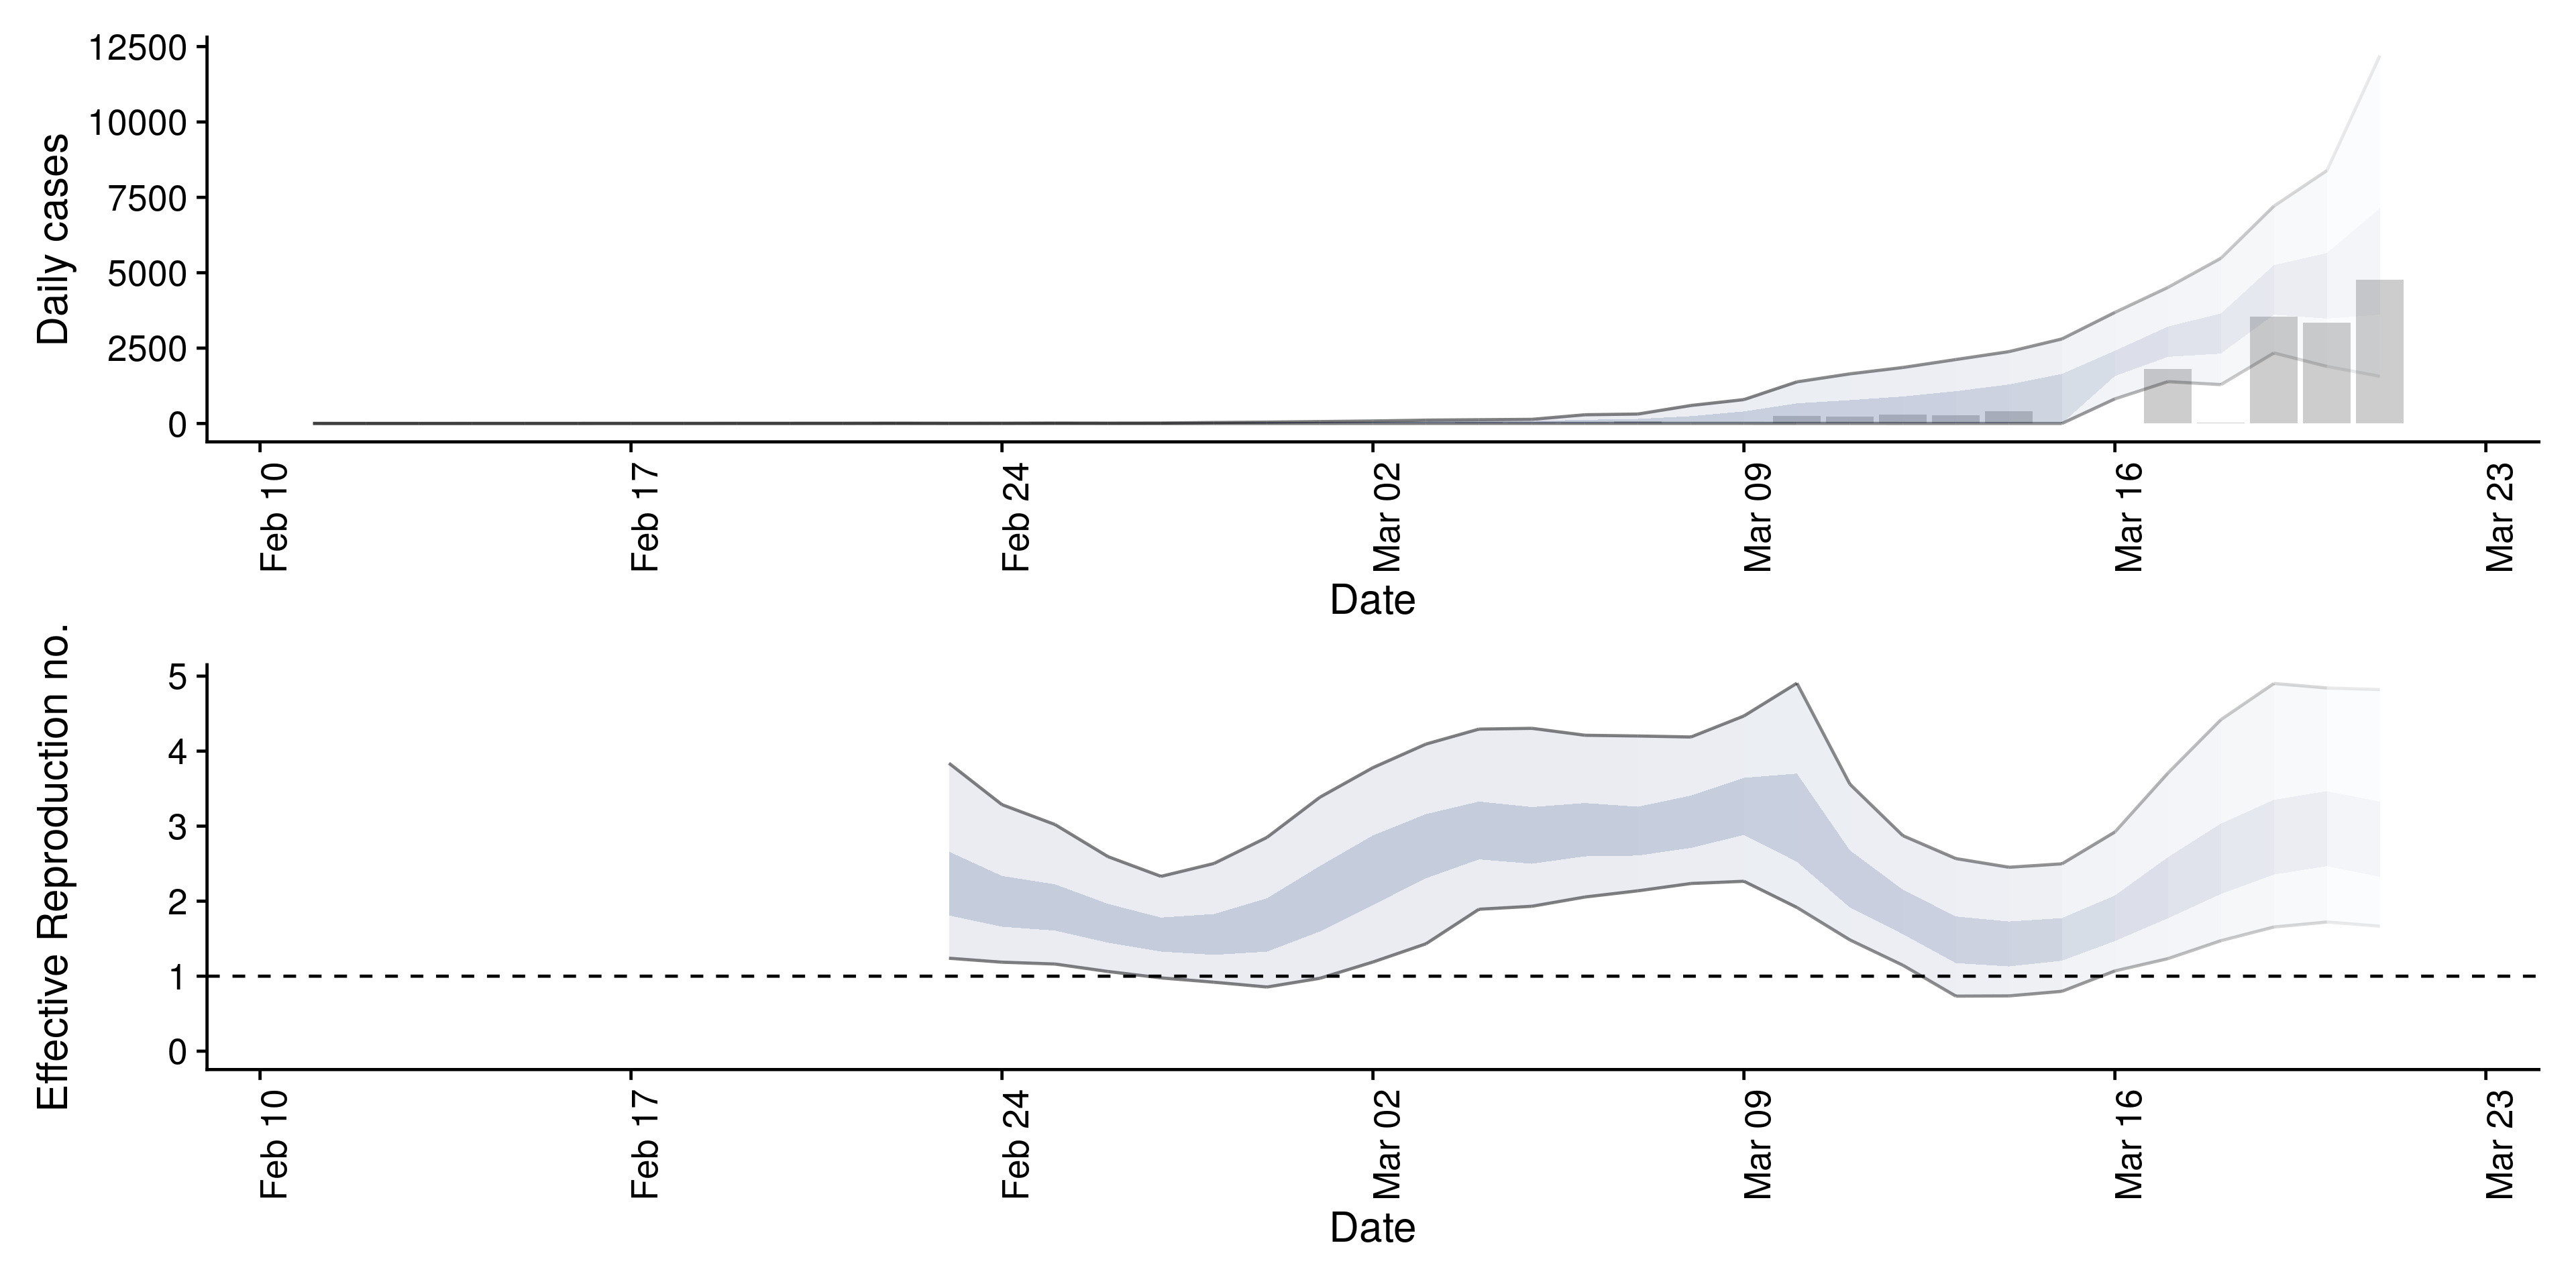 Daily cases
12500
10000
7500
5000
2500
0
Feb 10
Feb 17
Feb 24
Mar 02
Mar 09
Mar 16
Mar 23
Date
Effective Reproduction no.
5
4
3
2
1
0
Feb 10
Feb 17
Feb 24
Mar 02
Mar 09
Mar 16
Mar 23
Date